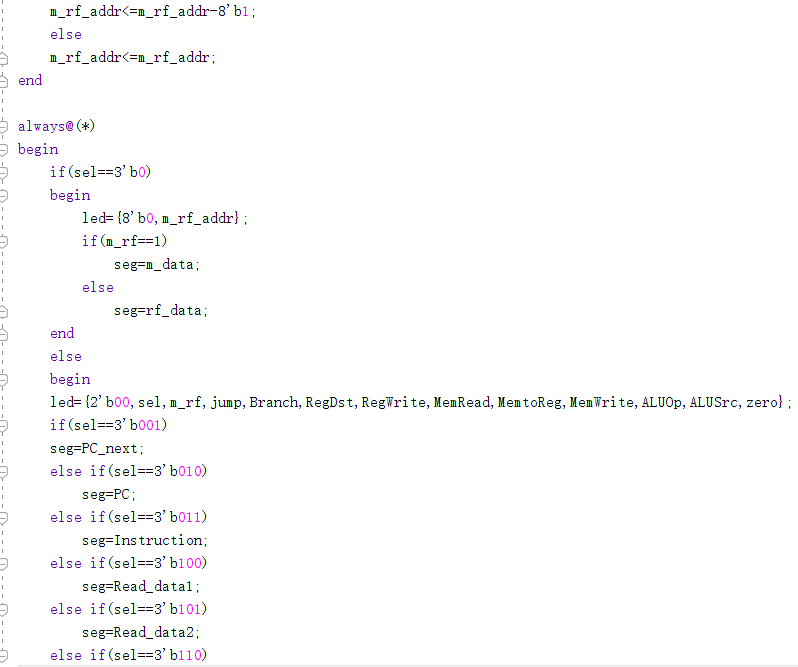 m_rf_addr<=m_rf_addr-8'b1;
else
m_rf_addr<=m_rf_addr;
end
always@(*)
begin
if(sel==3'b0)
begin
led={8'b0,m_rf_addr};
if(m_rf==1)
seg=m_data;
else
seg=rf_data;
end
else
begin
led={2'b00,sel,m_rf,jump,Branch,RegDst,RegWrite,MemRead,MemtoReg,MemWrite,ALUOp,ALUSrc,zero};
if(sel==3'b001)
seg=PC_next;
else if(sel==3'b010)
seg=PC;
else if(sel==3'b011)
seg=Instruction;
else if(sel==3'b100)
seg=Read_data1;
else if(sel==3'b101)
seg=Read_data2;
else if(sel==3'b110)